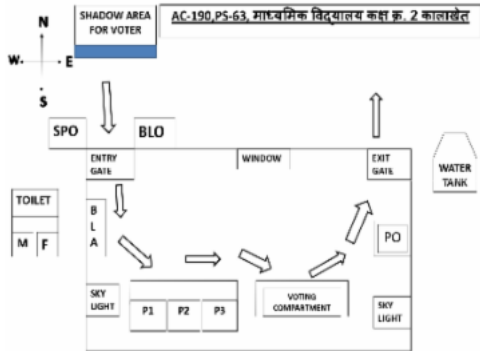 SHADOW AREA
FOR VOTER
AC-190,PS-63, माध्यमिक विद्यालय कक्ष क्र. 2 कालाखेत
N
W
E
S
SPO
BLO
ENTRY
GATE
WINDOW
EXIT
GATE
WATER
TANK
TOILET
M
F
B
L
A
PO
SKY
LIGHT
P1
P2
P3
VOTING
COMPARTMENT
SKY
LIGHT